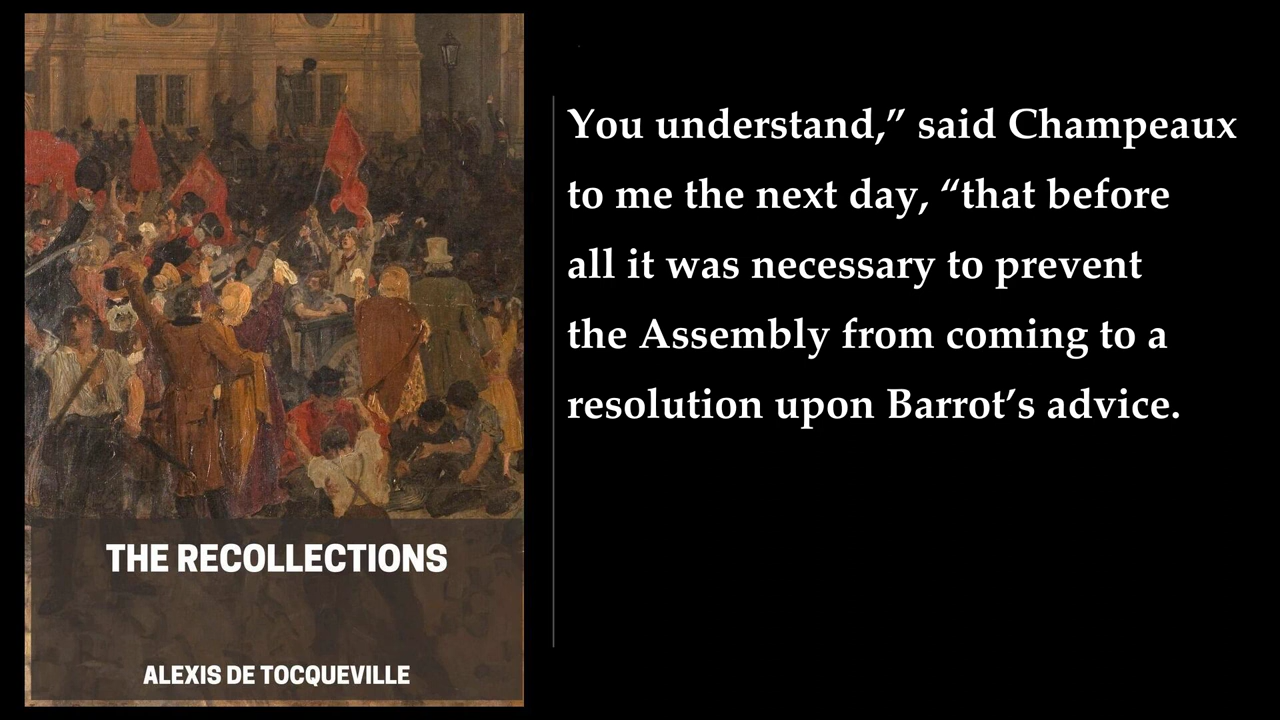 THE RECOLLECTIONS
ALEXIS DE TOCQUEVILLE
You understand,” said Champeaux
to me the next day, “that before
all it was necessary to prevent
the Assembly from coming to a
resolution upon Barrot’s advice.